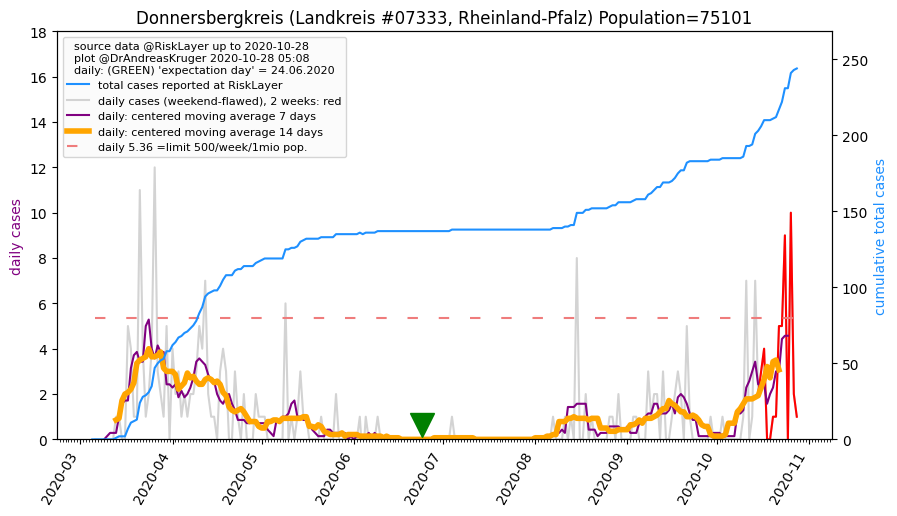 Donnersbergkreis (Landkreis #07333, Rheinland-Pfalz) Population=75101
source data @RiskLayer up to 2020-10-28
plot @DrAndreasKruger 2020-10-28 05:08
daily: (GREEN) 'expectation day' = 24.06.2020
total cases reported at RiskLayer
daily cases (weekend-flawed), 2 weeks: red
daily: centered moving average 7 days
daily: centered moving average 14 days
daily 5.36 =limit 500/week/1mio pop.
daily cases
18
16
14
12
10
8
6
4
2
0
cumulative total cases
250
200
150
100
50
0
2020-03
2020-04
2020-05
2020-06
2020-07
2020-08
2020-09
2020-10
2020-11